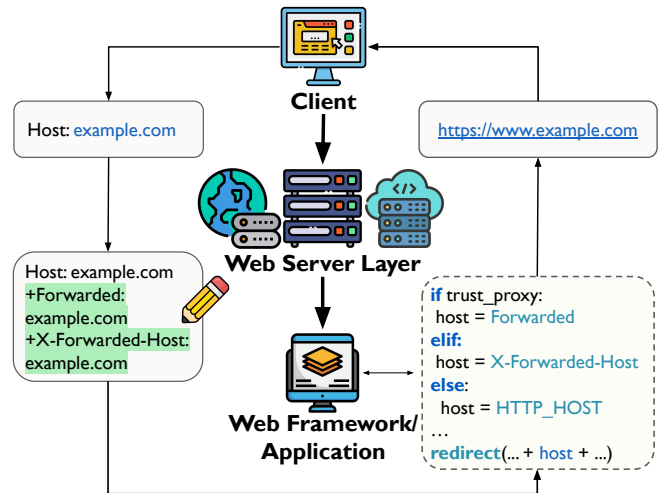 Client
Host: example.com
https://www.example.com
Web Server Layer
Host: example.com
+Forwarded:
example.com
+X-Forwarded-Host:
example.com
if trust_proxy:
host = Forwarded
elif:
host = X-Forwarded-Host
else:
host = HTTP_HOST
...
redirect(... + host + ...)
Web Framework/
Application